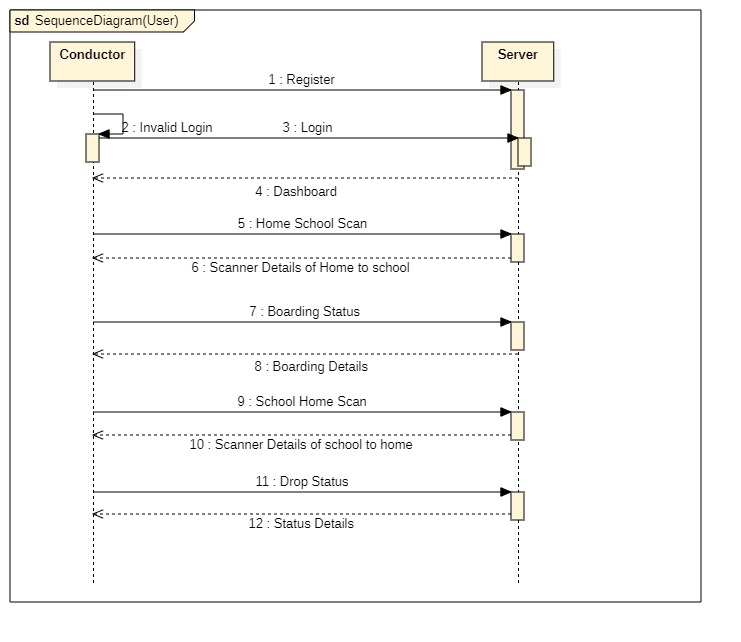 sd SequenceDiagram(User)
Conductor
Server
1 : Register
2 : Invalid Login
3 : Login
4 : Dashboard
5 : Home School Scan
6 : Scanner Details of Home to school
7 : Boarding Status
8 : Boarding Details
9 : School Home Scan
10 : Scanner Details of school to home
11 : Drop Status
12 : Status Details